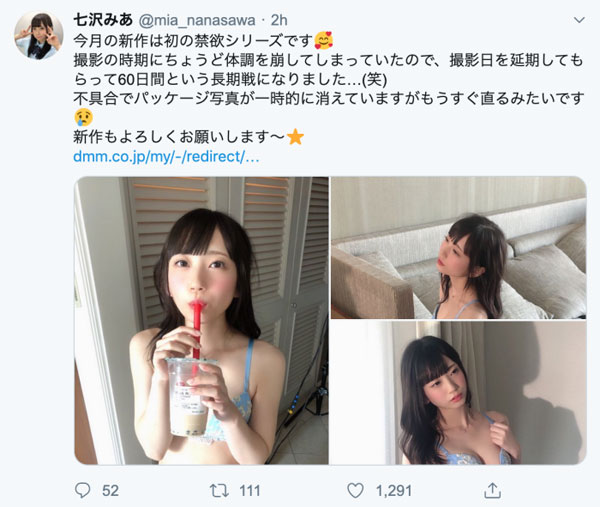 七沢みあ @mia_nanasawa · 2h
今月の新作は初の禁欲シリーズです🥰
撮影の時期にちょうど体調を崩してしまっていたので、撮影日を延期しても
らって60日間という長期戦になりました...(笑)
不具合でパッケージ写真が一時的に消えていますがもうすぐ直るみたいです
😢
新作もよろしくお願いします〜⭐
dmm.co.jp/my/-/redirect/...
52 111 1,291